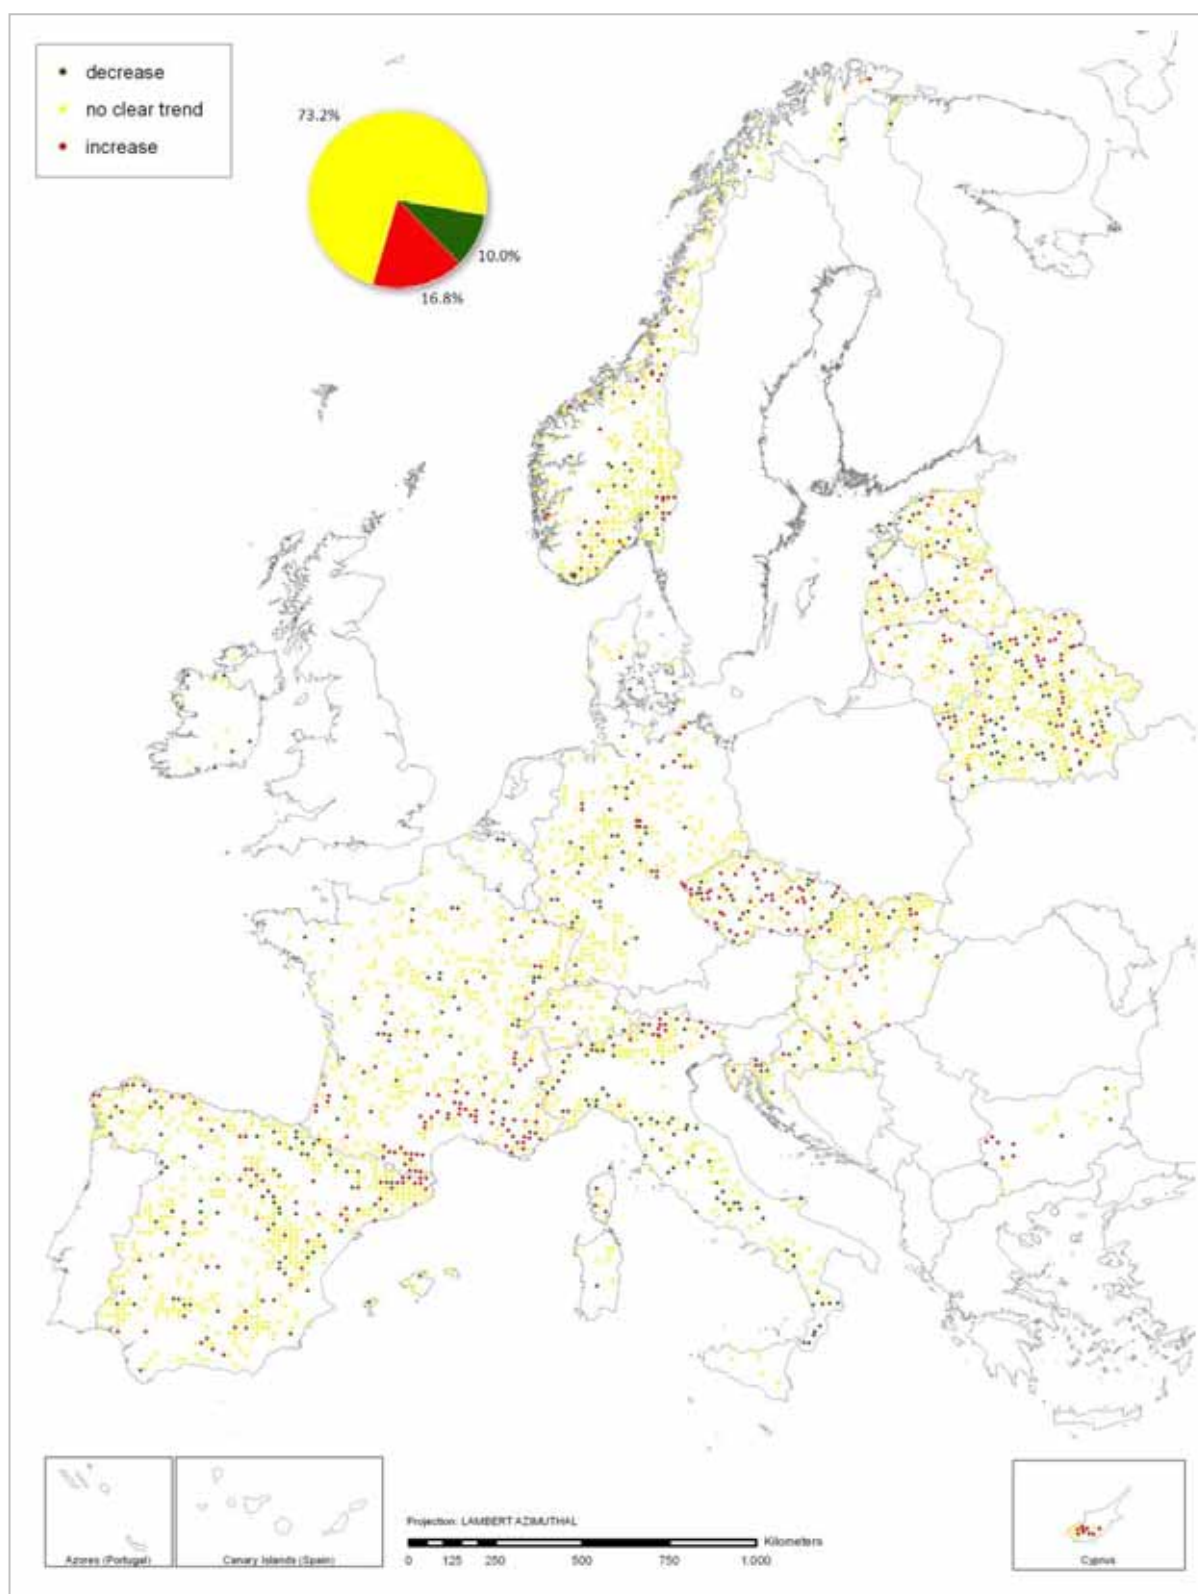 decrease
no clear trend
increase
73.2%
10.0%
16.8%
Projection: LAMBERT AZIMUTHAL
Kilometers
0 125 250 500 750 1.000
Azores (Portugal)
Canary Islands (Spain)
Cyprus